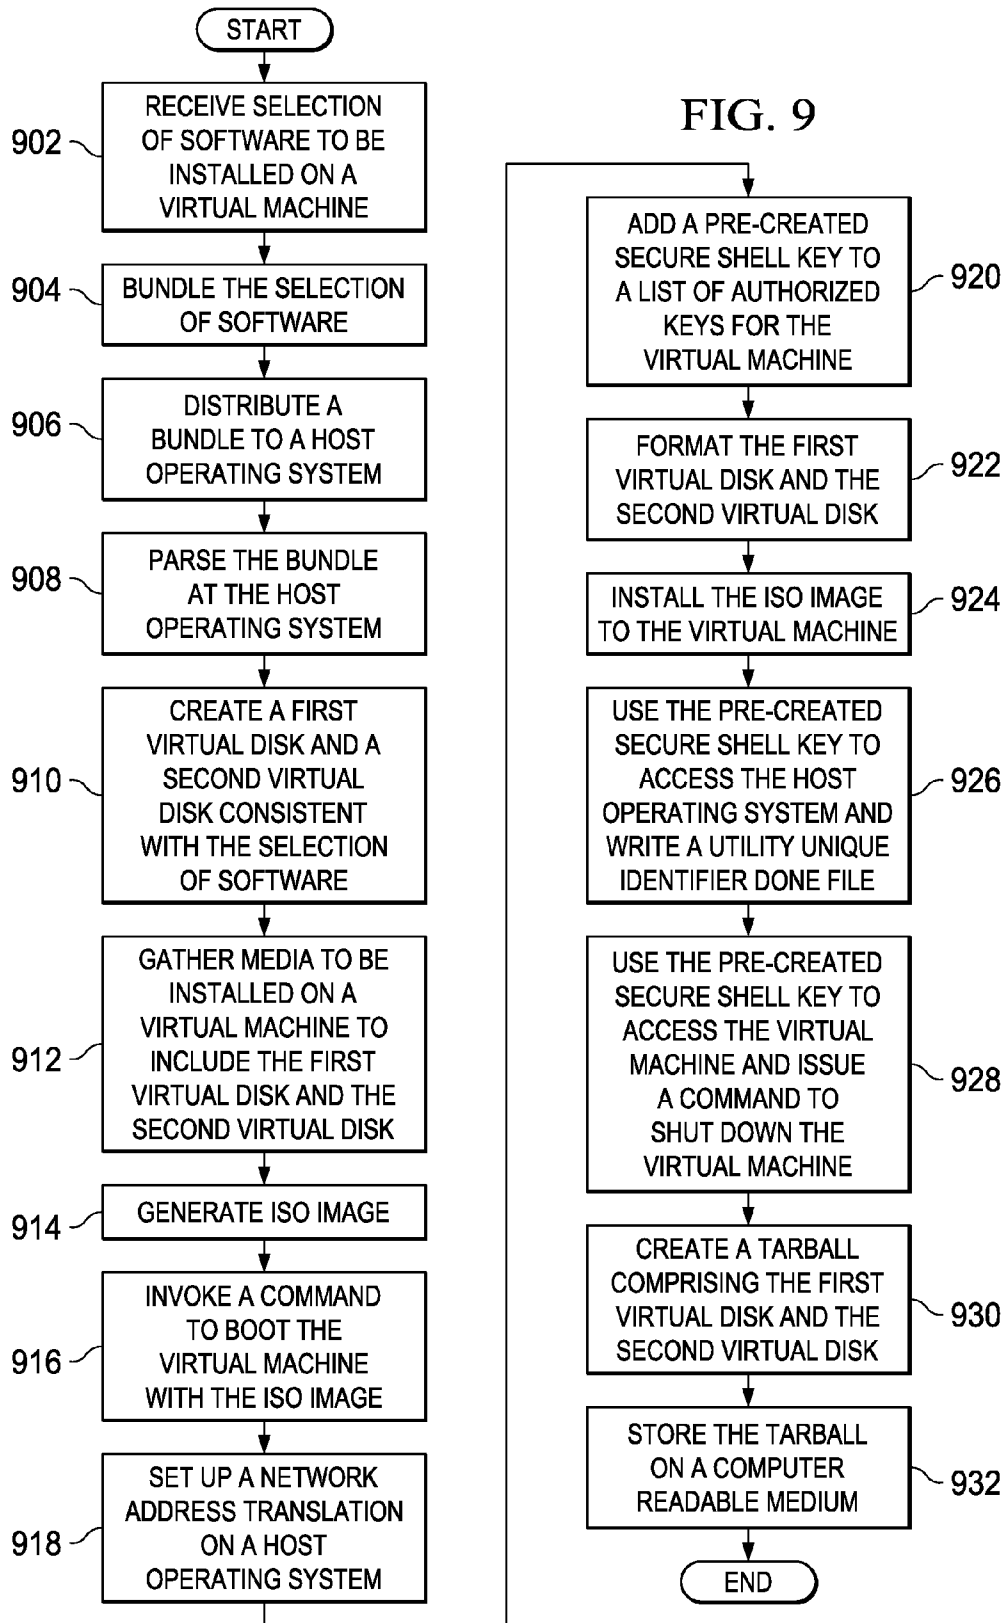 START
902
RECEIVE SELECTION
OF SOFTWARE TO BE
INSTALLED ON A
VIRTUAL MACHINE
904
BUNDLE THE SELECTION
OF SOFTWARE
906
DISTRIBUTE A
BUNDLE TO A HOST
OPERATING SYSTEM
908
PARSE THE BUNDLE
AT THE HOST
OPERATING SYSTEM
910
CREATE A FIRST
VIRTUAL DISK AND A
SECOND VIRTUAL
DISK CONSISTENT
WITH THE SELECTION
OF SOFTWARE
912
GATHER MEDIA TO BE
INSTALLED ON A
VIRTUAL MACHINE TO
INCLUDE THE FIRST
VIRTUAL DISK AND THE
SECOND VIRTUAL DISK
914
GENERATE ISO IMAGE
916
INVOKE A COMMAND
TO BOOT THE
VIRTUAL MACHINE
WITH THE ISO IMAGE
918
SET UP A NETWORK
ADDRESS TRANSLATION
ON A HOST
OPERATING SYSTEM
FIG. 9
ADD A PRE-CREATED
SECURE SHELL KEY TO
A LIST OF AUTHORIZED
KEYS FOR THE
VIRTUAL MACHINE
920
FORMAT THE FIRST
VIRTUAL DISK AND THE
SECOND VIRTUAL DISK
922
INSTALL THE ISO IMAGE
TO THE VIRTUAL MACHINE
924
USE THE PRE-CREATED
SECURE SHELL KEY TO
ACCESS THE HOST
OPERATING SYSTEM AND
WRITE A UTILITY UNIQUE
IDENTIFIER DONE FILE
926
USE THE PRE-CREATED
SECURE SHELL KEY TO
ACCESS THE VIRTUAL
MACHINE AND ISSUE
A COMMAND TO
SHUT DOWN THE
VIRTUAL MACHINE
928
CREATE A TARBALL
COMPRISING THE FIRST
VIRTUAL DISK AND THE
SECOND VIRTUAL DISK
930
STORE THE TARBALL
ON A COMPUTER
READABLE MEDIUM
932
END